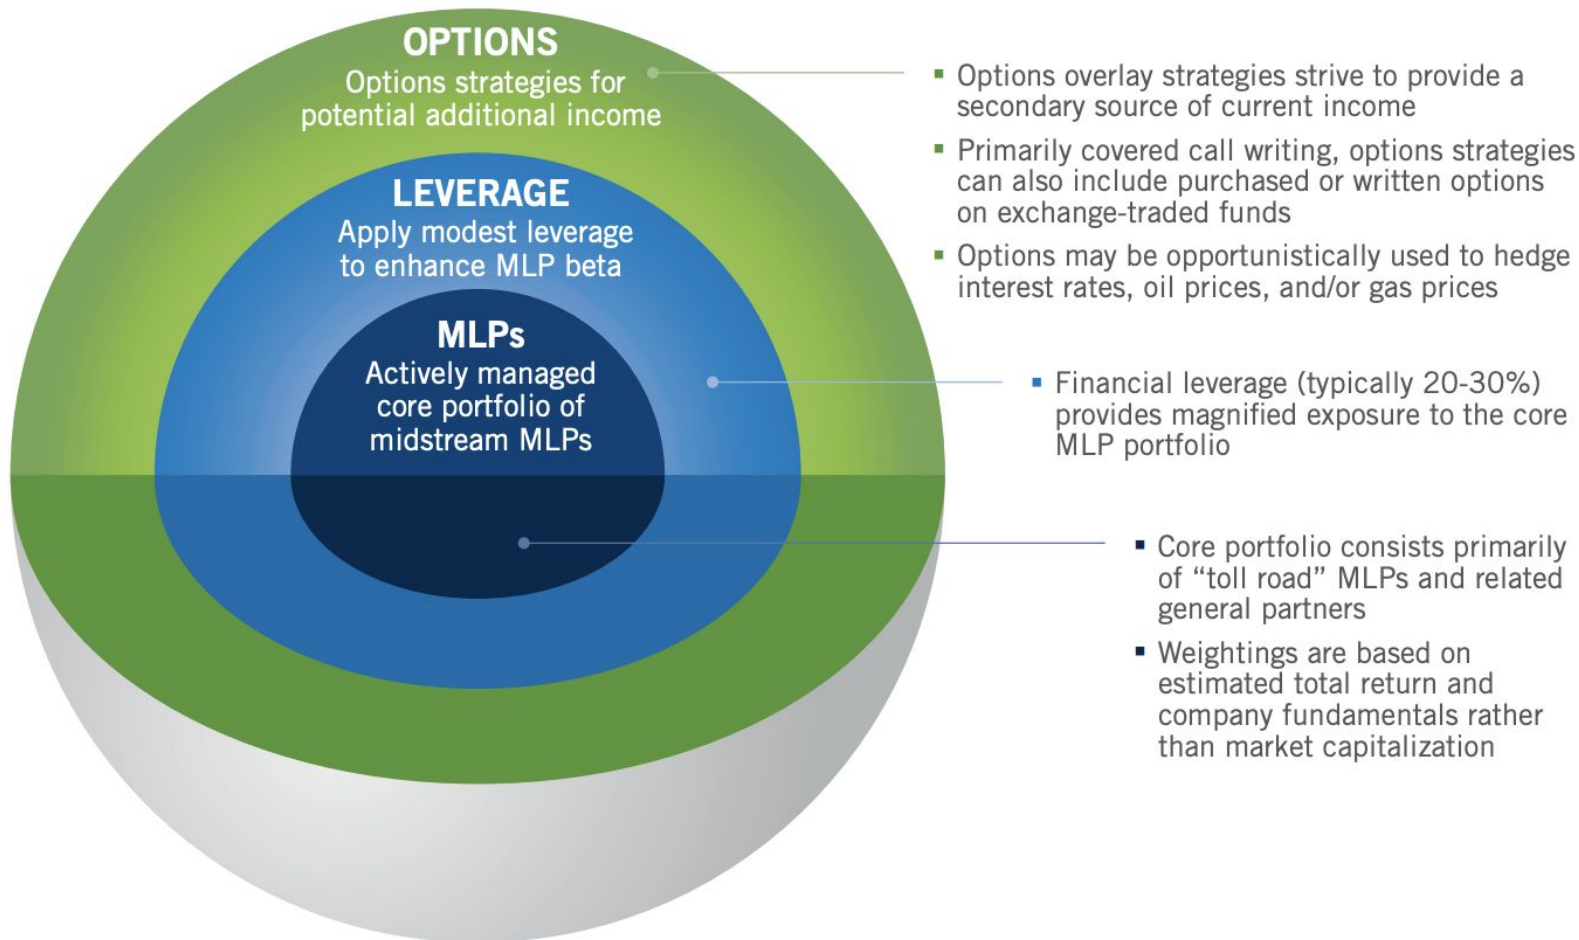 OPTIONS
Options strategies for
potential additional income
LEVERAGE
Apply modest leverage
to enhance MLP beta
MLPs
Actively managed
core portfolio of
midstream MLPs
▪ Options overlay strategies strive to provide a
secondary source of current income
▪ Primarily covered call writing, options strategies
can also include purchased or written options
on exchange-traded funds
▪ Options may be opportunistically used to hedge
interest rates, oil prices, and/or gas prices
▪ Financial leverage (typically 20-30%)
provides magnified exposure to the core
MLP portfolio
▪ Core portfolio consists primarily
of “toll road” MLPs and related
general partners
▪ Weightings are based on
estimated total return and
company fundamentals rather
than market capitalization